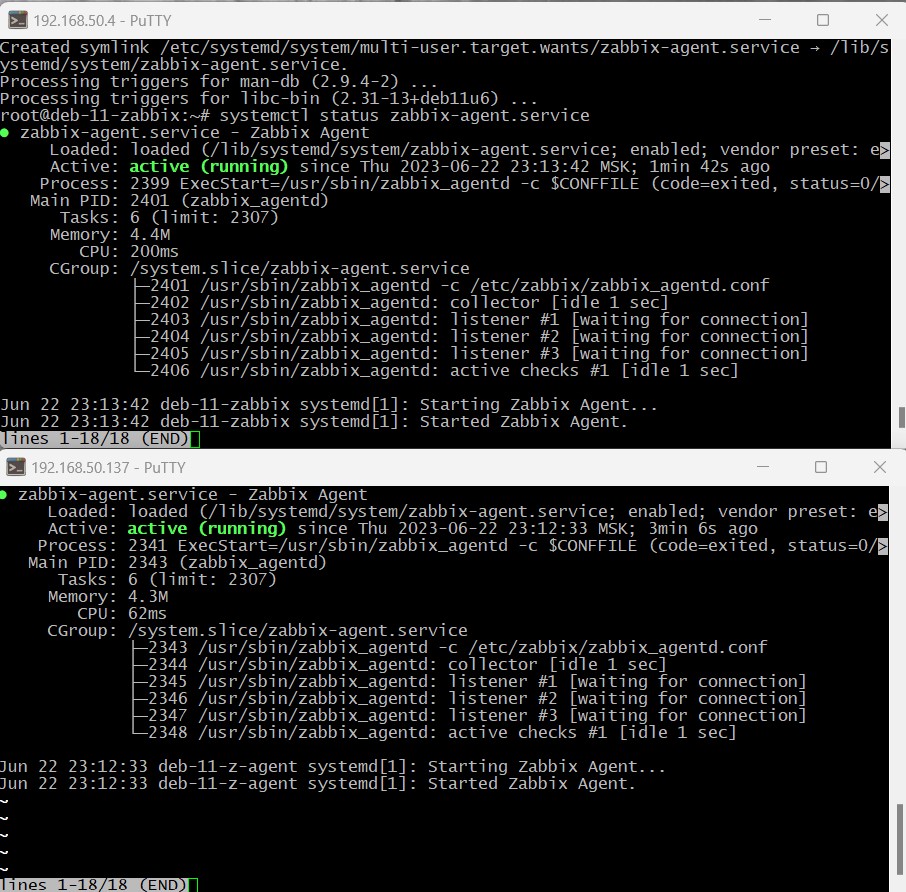 192.168.50.4 - PuTTY
Created symlink /etc/systemd/system/multi-user.target.wants/zabbix-agent.service → /lib/s
ystemd/system/zabbix-agent.service.
Processing triggers for man-db (2.9.4-2) ...
Processing triggers for libc-bin (2.31-13+deb11u6) ...
root@deb-11-zabbix:~# systemctl status zabbix-agent.service
● zabbix-agent.service - Zabbix Agent
     Loaded: loaded (/lib/systemd/system/zabbix-agent.service; enabled; vendor preset: e>
     Active: active (running) since Thu 2023-06-22 23:13:42 MSK; 1min 42s ago
    Process: 2399 ExecStart=/usr/sbin/zabbix_agentd -c $CONFFILE (code=exited, status=0/>
   Main PID: 2401 (zabbix_agentd)
      Tasks: 6 (limit: 2307)
     Memory: 4.4M
        CPU: 200ms
     CGroup: /system.slice/zabbix-agent.service
             ├─2401 /usr/sbin/zabbix_agentd -c /etc/zabbix/zabbix_agentd.conf
             ├─2402 /usr/sbin/zabbix_agentd: collector [idle 1 sec]
             ├─2403 /usr/sbin/zabbix_agentd: listener #1 [waiting for connection]
             ├─2404 /usr/sbin/zabbix_agentd: listener #2 [waiting for connection]
             ├─2405 /usr/sbin/zabbix_agentd: listener #3 [waiting for connection]
             └─2406 /usr/sbin/zabbix_agentd: active checks #1 [idle 1 sec]
Jun 22 23:13:42 deb-11-zabbix systemd[1]: Starting Zabbix Agent...
Jun 22 23:13:42 deb-11-zabbix systemd[1]: Started Zabbix Agent.
lines 1-18/18 (END)
192.168.50.137 - PuTTY
● zabbix-agent.service - Zabbix Agent
     Loaded: loaded (/lib/systemd/system/zabbix-agent.service; enabled; vendor preset: e>
     Active: active (running) since Thu 2023-06-22 23:12:33 MSK; 3min 6s ago
    Process: 2341 ExecStart=/usr/sbin/zabbix_agentd -c $CONFFILE (code=exited, status=0/>
   Main PID: 2343 (zabbix_agentd)
      Tasks: 6 (limit: 2307)
     Memory: 4.3M
        CPU: 62ms
     CGroup: /system.slice/zabbix-agent.service
             ├─2343 /usr/sbin/zabbix_agentd -c /etc/zabbix/zabbix_agentd.conf
             ├─2344 /usr/sbin/zabbix_agentd: collector [idle 1 sec]
             ├─2345 /usr/sbin/zabbix_agentd: listener #1 [waiting for connection]
             ├─2346 /usr/sbin/zabbix_agentd: listener #2 [waiting for connection]
             ├─2347 /usr/sbin/zabbix_agentd: listener #3 [waiting for connection]
             └─2348 /usr/sbin/zabbix_agentd: active checks #1 [idle 1 sec]
Jun 22 23:12:33 deb-11-z-agent systemd[1]: Starting Zabbix Agent...
Jun 22 23:12:33 deb-11-z-agent systemd[1]: Started Zabbix Agent.
~
~
~
~
~
lines 1-18/18 (END)